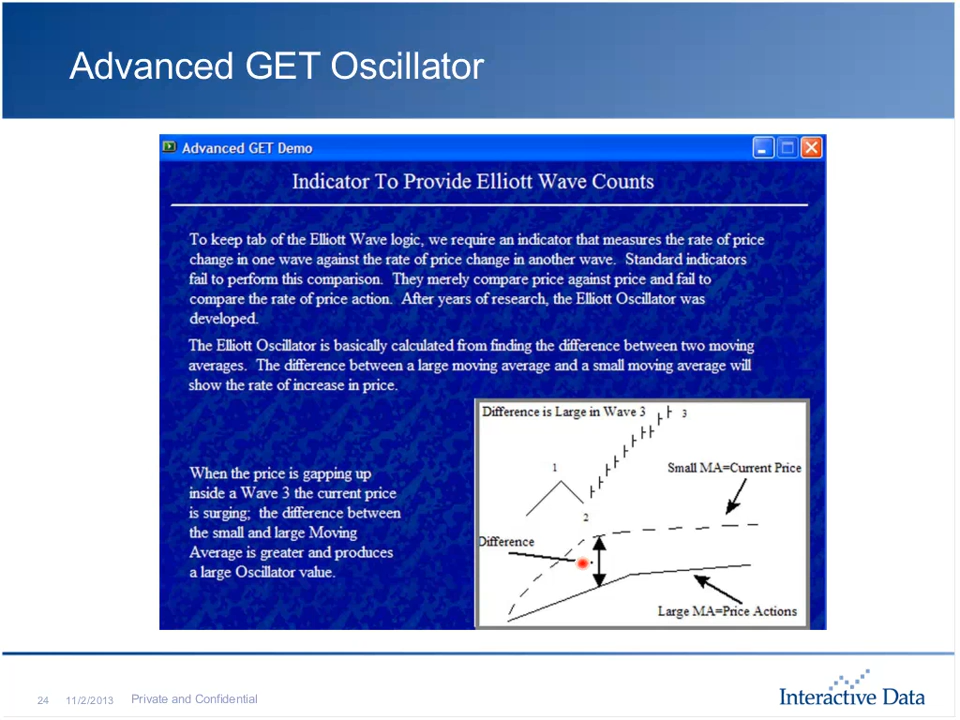 Advanced GET Oscillator
Advanced GET Demo
Indicator To Provide Elliott Wave Counts
To keep tab of the Elliott Wave logic, we require an indicator that measures the rate of price
change in one wave against the rate of price change in another wave. Standard indicators
fail to perform this comparison. They merely compare price against price and fail to
compare the rate of price action. After years of research, the Elliott Oscillator was
developed.
The Elliott Oscillator is basically calculated from finding the difference between two moving
averages. The difference between a large moving average and a small moving average will
show the rate of increase in price.
When the price is gapping up
inside a Wave 3 the current price
is surging; the difference between
the small and large Moving
Average is greater and produces
a large Oscillator value.
Difference is Large in Wave 3
3
1
Small MA=Current Price
2
Difference
Large MA=Price Actions
24 11/2/2013 Private and Confidential
Interactive Data